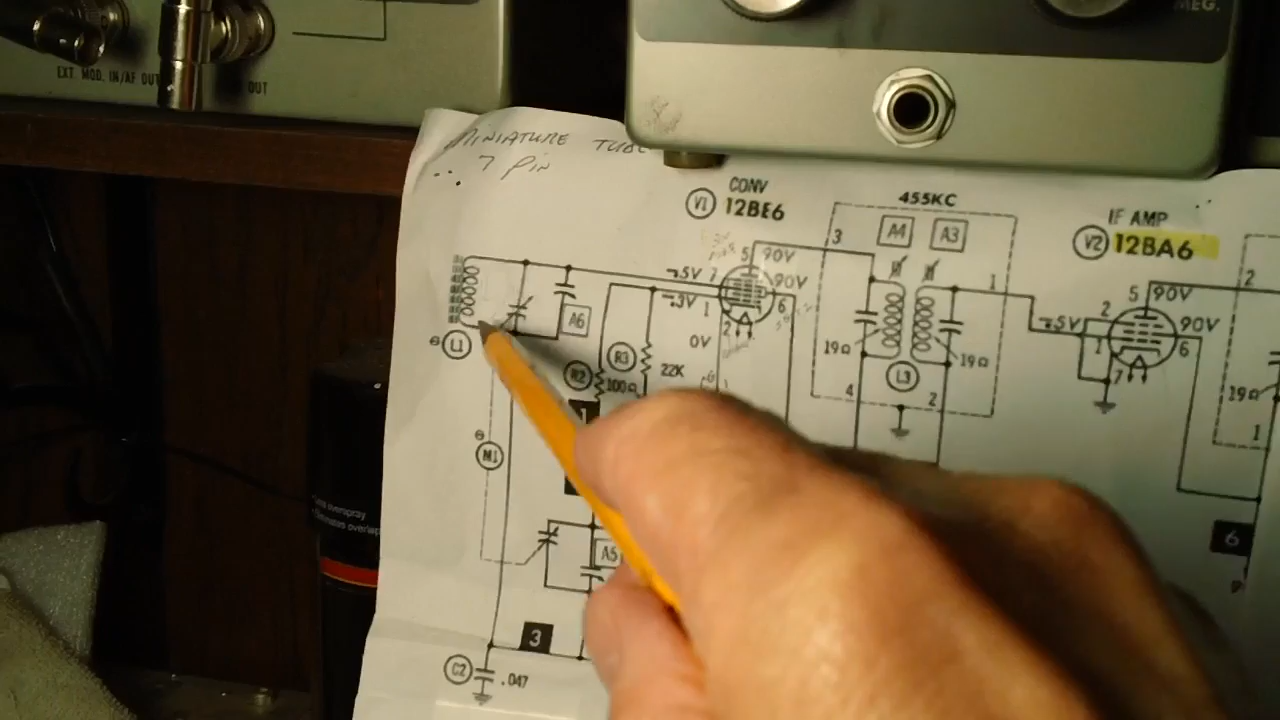 MEG.
EXT MOD. IN/AF OUT
OUT
MINIATURE TUBE
.. 7 PIN
CONV
V1 12BE6
455KC
A4 A3
IF AMP
V2 12BA6
3
5 90V
1
2
5 90V
2
-.5V 7
90V
-.3V 1
6
A6
-.5V
1
90V
6
2
0V
L1
R3
19Ω
19Ω
7
R2 100Ω
22K
L3
4
2
19Ω
1
1
M1
A5
6
3
C2 .047